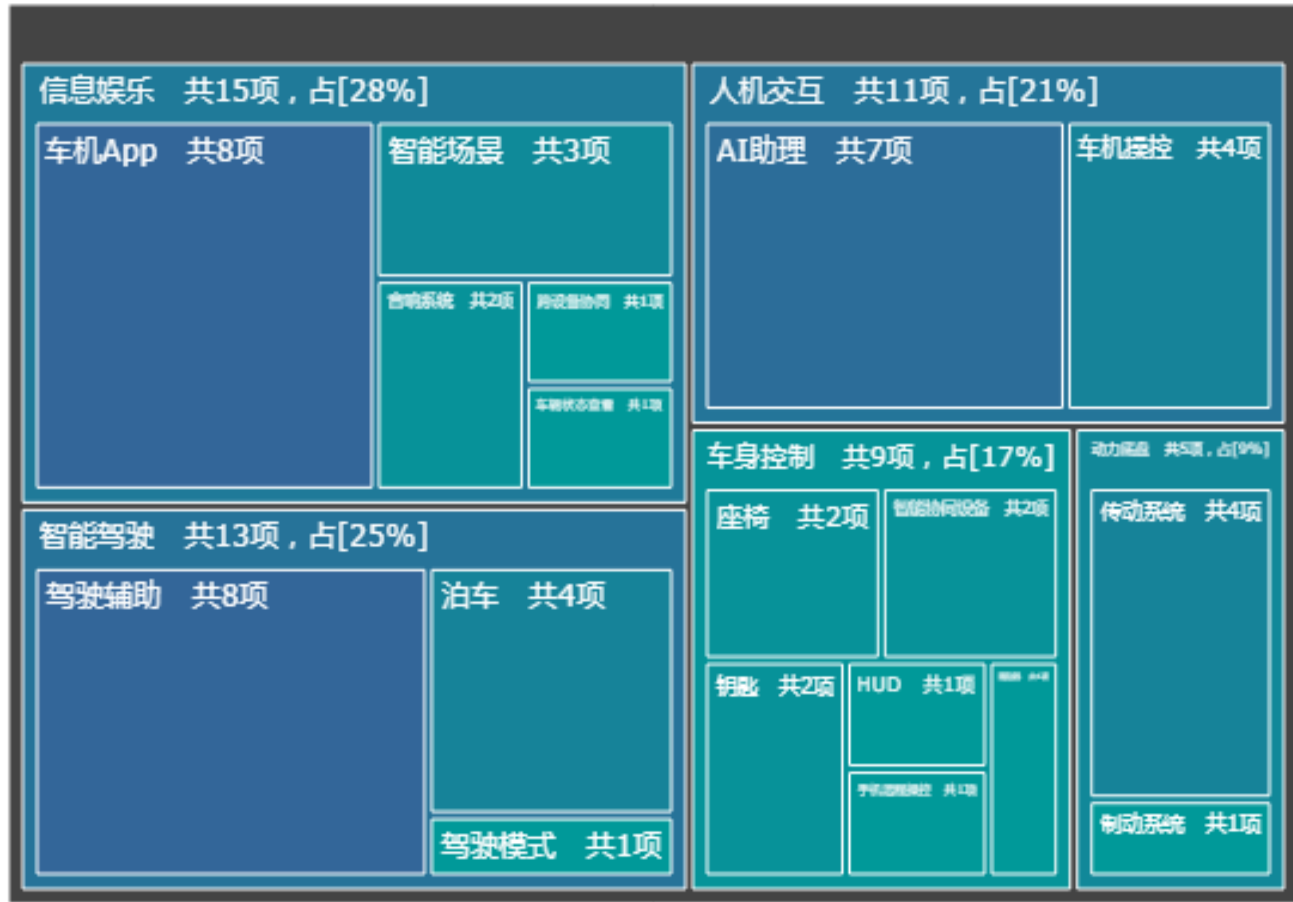 信息娱乐 共15项，占[28%]
车机App 共8项
智能场景 共3项
音响系统 共2项
跨设备协同 共1项
车辆状态查看 共1项
智能驾驶 共13项，占[25%]
驾驶辅助 共8项
泊车 共4项
驾驶模式 共1项
人机交互 共11项，占[21%]
AI助理 共7项
车机操控 共4项
车身控制 共9项，占[17%]
座椅 共2项
智能协同设备 共2项
钥匙 共2项
HUD 共1项
手机远程操控 共1项
动力底盘 共5项，占[9%]
传动系统 共4项
制动系统 共1项